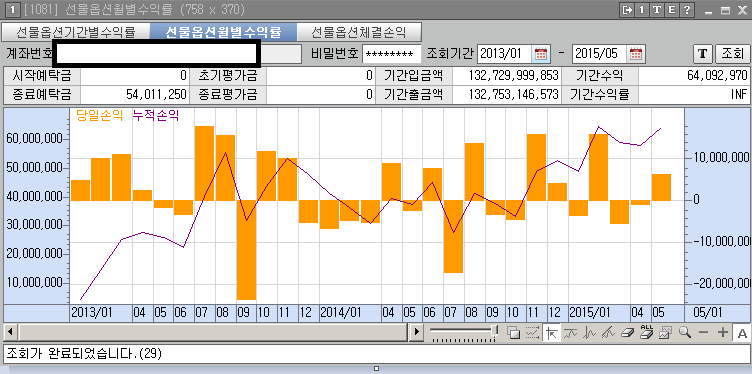 1 [1081] 선물옵션월별수익률 (758 x 370) 1 T E ?
선물옵션기간별수익률 선물옵션월별수익률 선물옵션체결손익
계좌번호 비밀번호 ******** 조회기간 2013/01 - 2015/05 T 조회
시작예탁금 0 초기평가금 0 기간입금액 132,729,999,853 기간수익 64,092,970
종료예탁금 54,011,250 종료평가금 0 기간출금액 132,753,146,573 기간수익률 INF
당일손익 누적손익
60,000,000
50,000,000
40,000,000
30,000,000
20,000,000
10,000,000
10,000,000
0
-10,000,000
-20,000,000
2013/01 04 05 06 07 08 09 10 11 12 2014/01 04 05 06 07 08 09 10 11 12 2015/01 04 05 05/01
ALL A
조회가 완료되었습니다.(29)